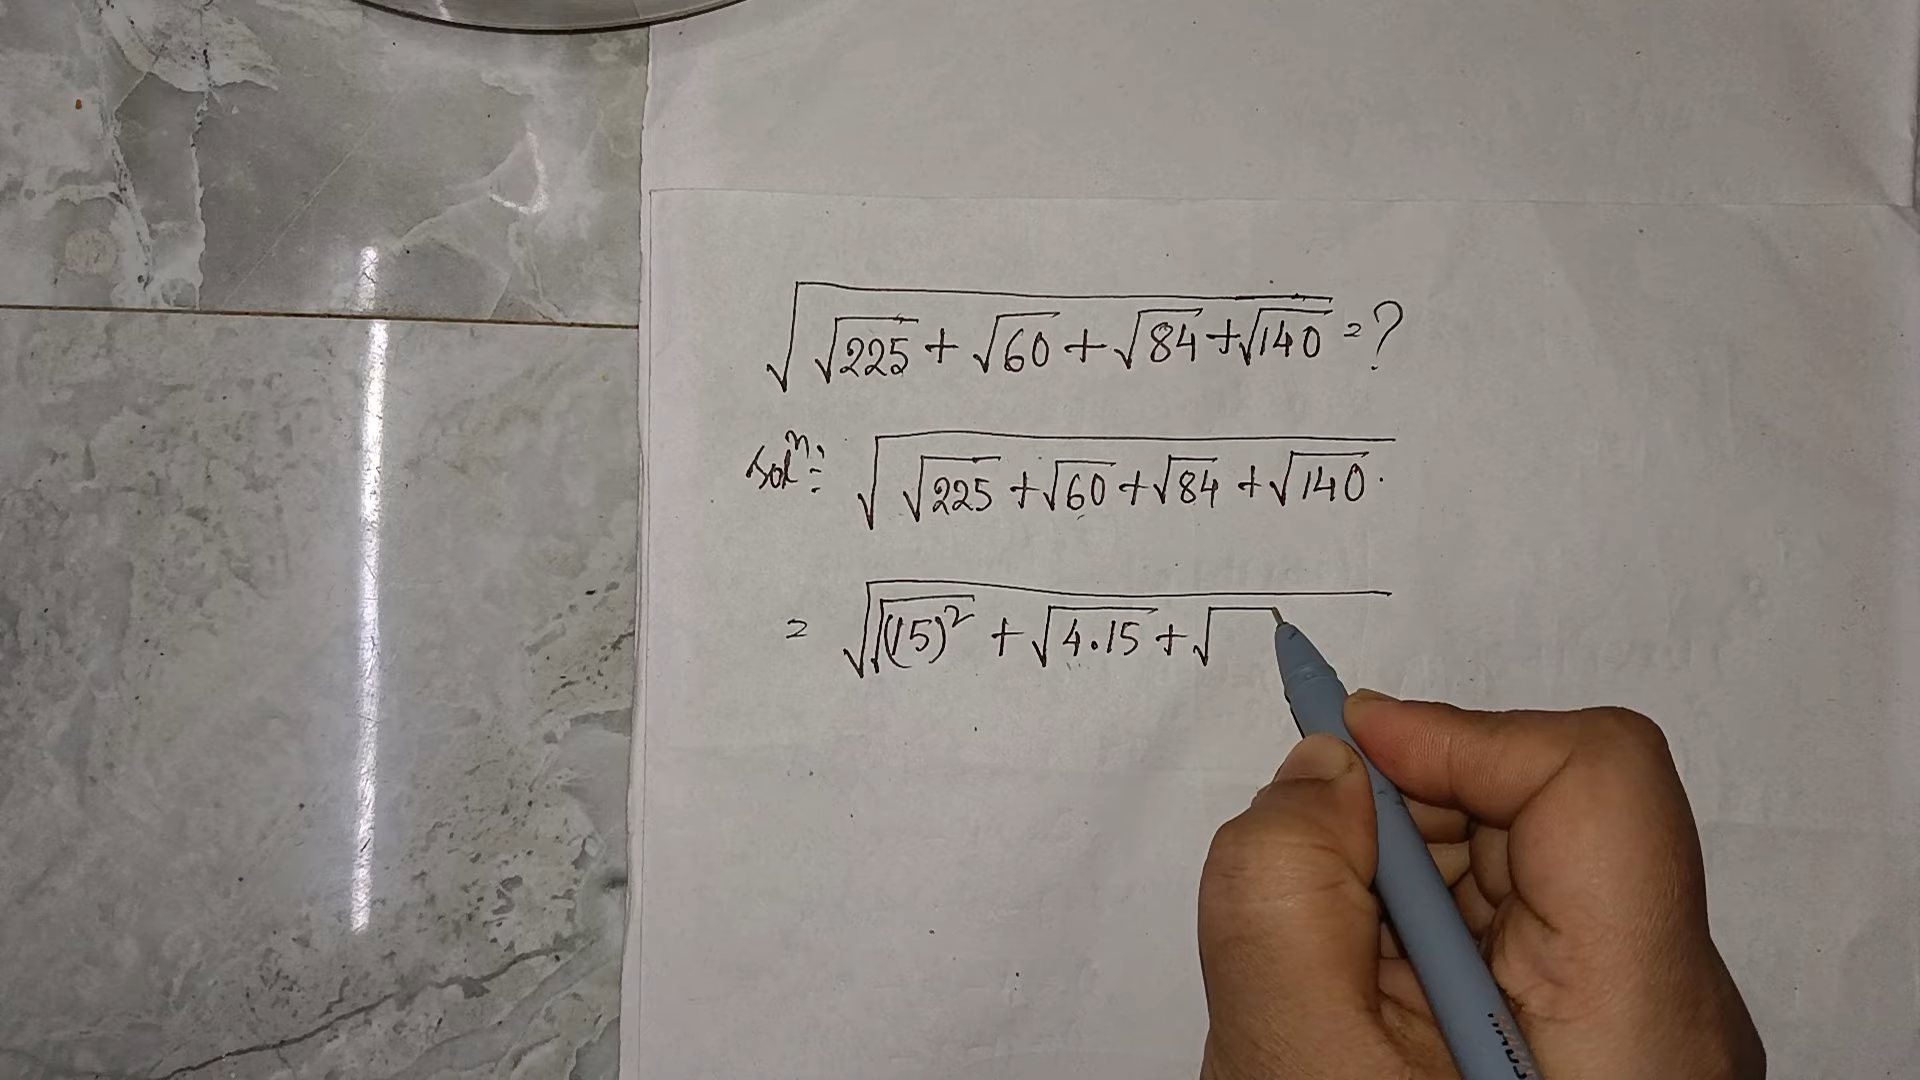 √(√225 + √60 + √84 + √140) = ?
Solⁿ:- √(√225 + √60 + √84 + √140).
= √(√(15)² + √4.15 + √